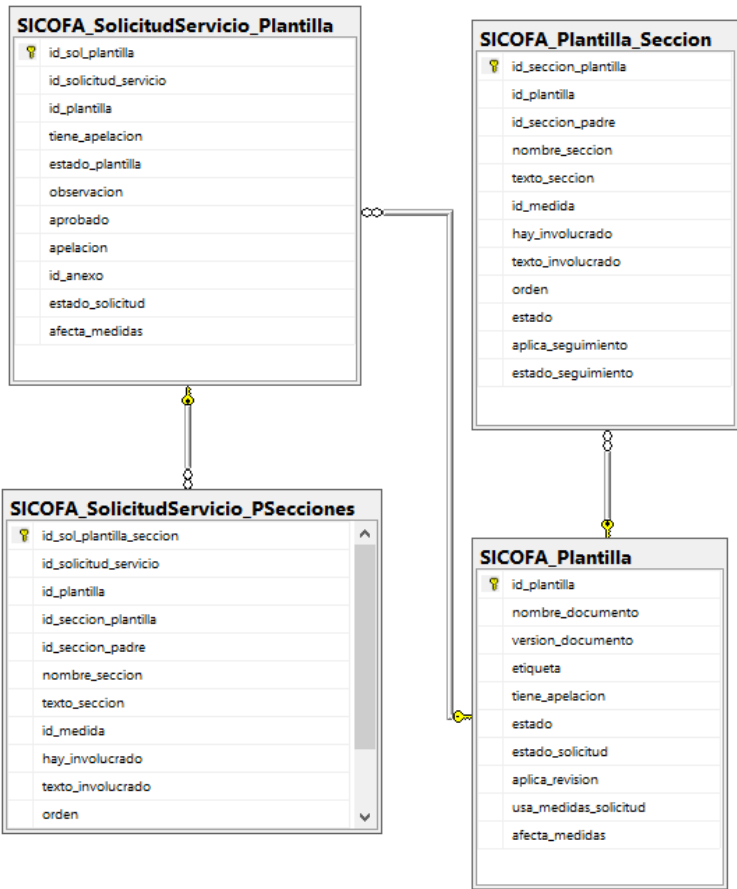 SICOFA_SolicitudServicio_Plantilla
id_sol_plantilla
id_solicitud_servicio
id_plantilla
tiene_apelacion
estado_plantilla
observacion
aprobado
apelacion
id_anexo
estado_solicitud
afecta_medidas
SICOFA_Plantilla_Seccion
id_seccion_plantilla
id_plantilla
id_seccion_padre
nombre_seccion
texto_seccion
id_medida
hay_involucrado
texto_involucrado
orden
estado
aplica_seguimiento
estado_seguimiento
SICOFA_SolicitudServicio_PSecciones
id_sol_plantilla_seccion
id_solicitud_servicio
id_plantilla
id_seccion_plantilla
id_seccion_padre
nombre_seccion
texto_seccion
id_medida
hay_involucrado
texto_involucrado
orden
SICOFA_Plantilla
id_plantilla
nombre_documento
version_documento
etiqueta
tiene_apelacion
estado
estado_solicitud
aplica_revision
usa_medidas_solicitud
afecta_medidas